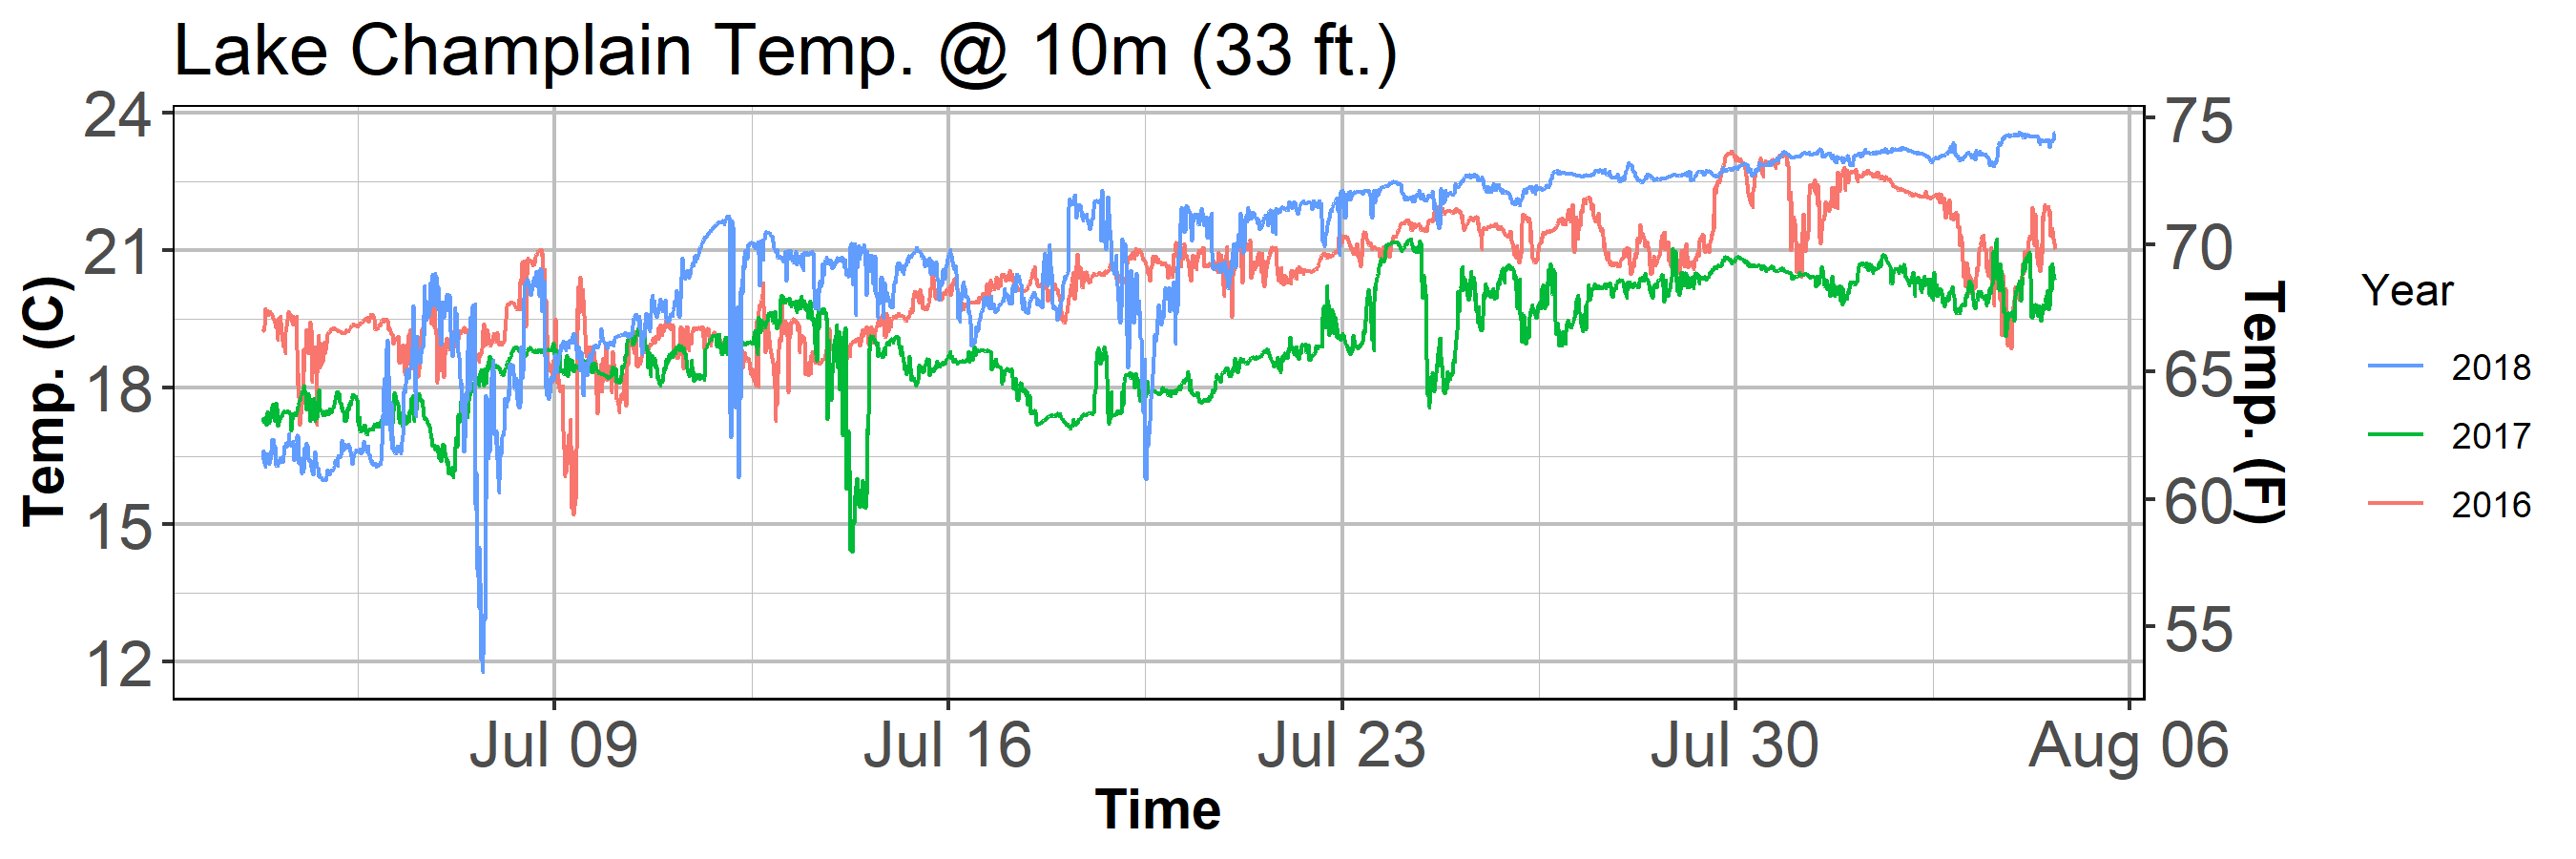 Lake Champlain Temp. @ 10m (33 ft.)
24
21
18
15
12
Temp. (C)
75
70
65
60
55
Temp. (F)
Jul 09
Jul 16
Jul 23
Jul 30
Aug 06
Time
Year
2018
2017
2016